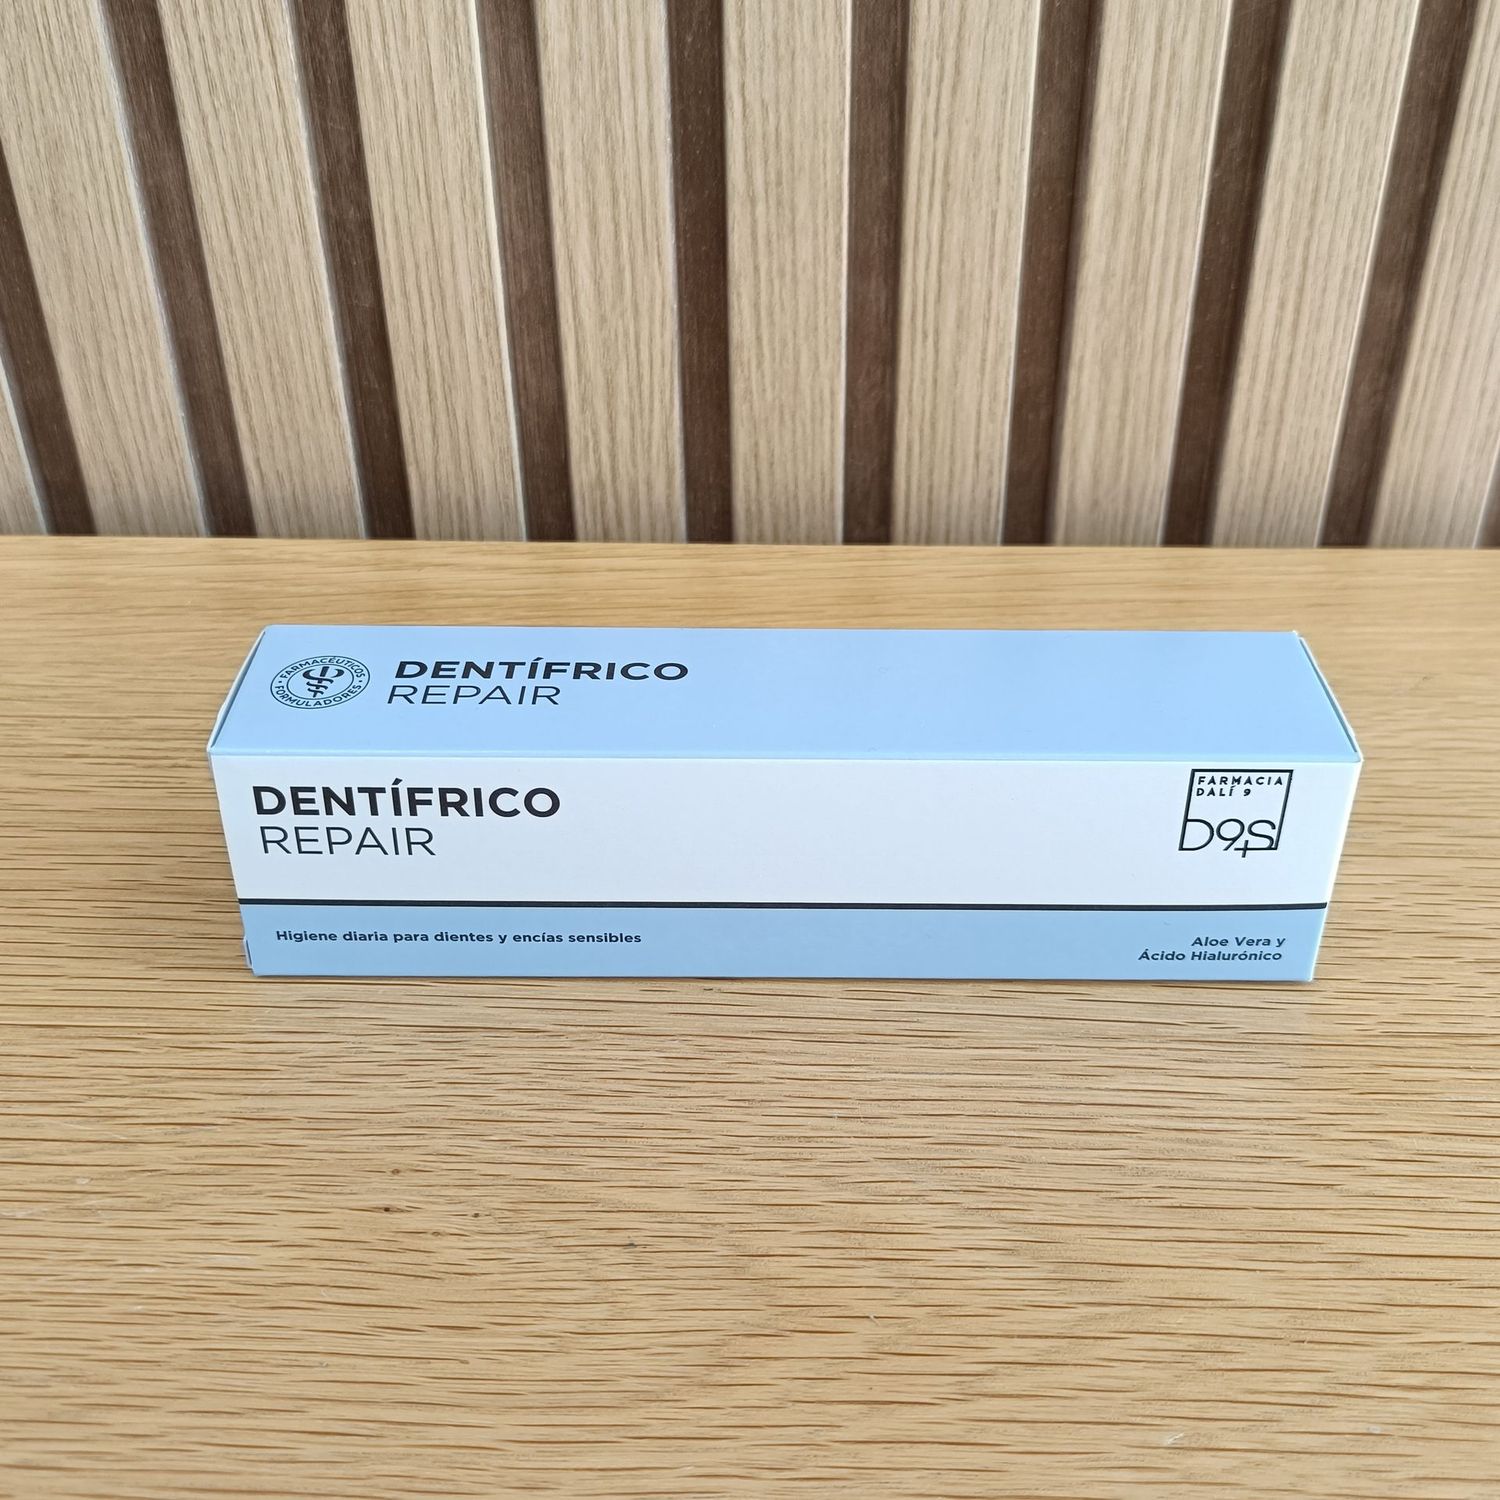 FARMACÉUTICOS
FORMULADORES
DENTÍFRICO
REPAIR
DENTÍFRICO
REPAIR
FARMACIA
DALÍ 9
D9+S
Higiene diaria para dientes y encías sensibles
Aloe Vera y
Ácido Hialurónico